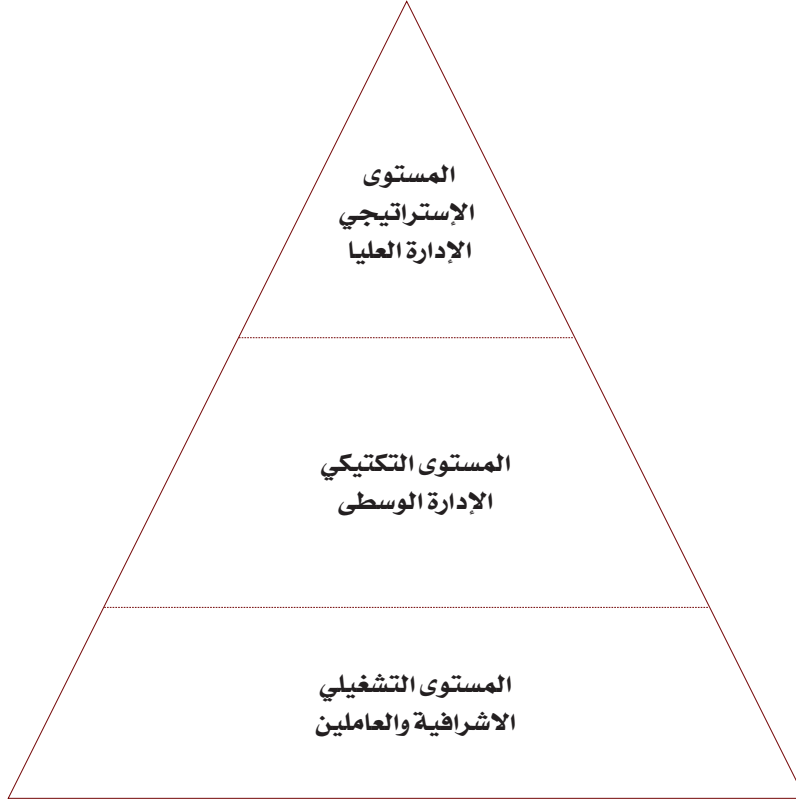 المستوى
الإستراتيجي
الإدارة العليا
المستوى التكتيكي
الإدارة الوسطى
المستوى التشغيلي
الاشرافية والعاملين